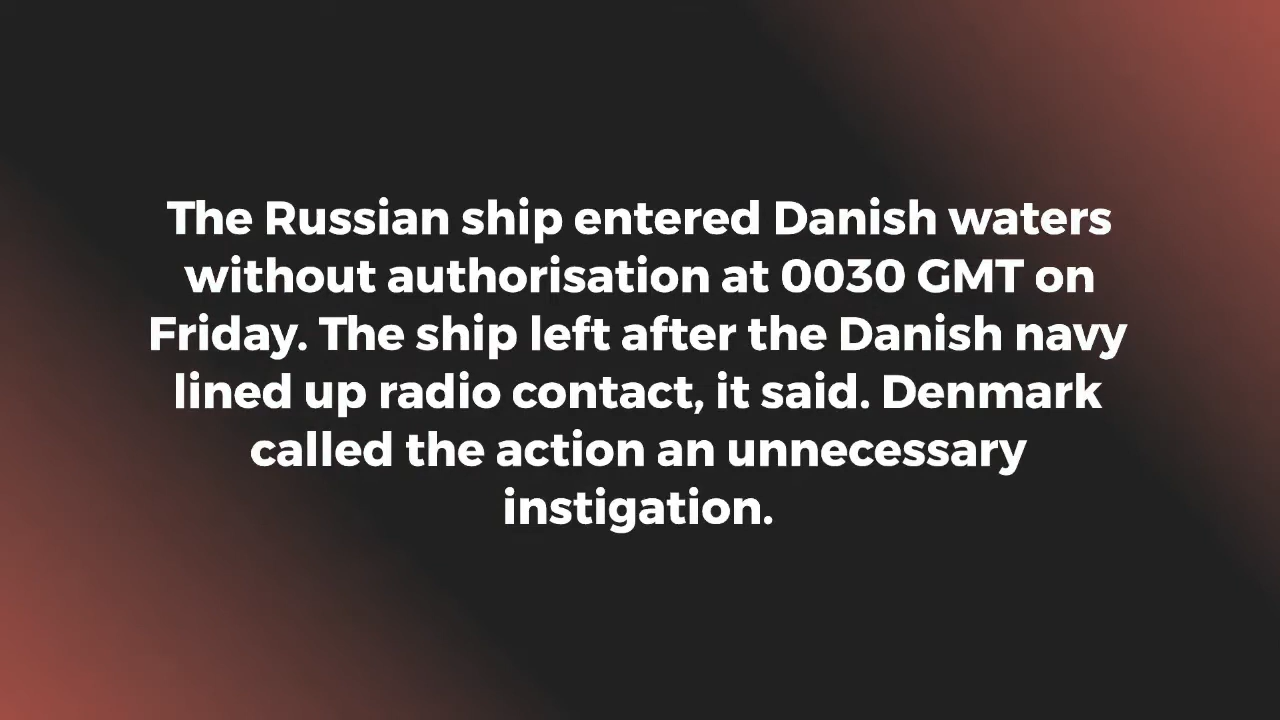 The Russian ship entered Danish waters
without authorisation at 0030 GMT on
Friday. The ship left after the Danish navy
lined up radio contact, it said. Denmark
called the action an unnecessary
instigation.